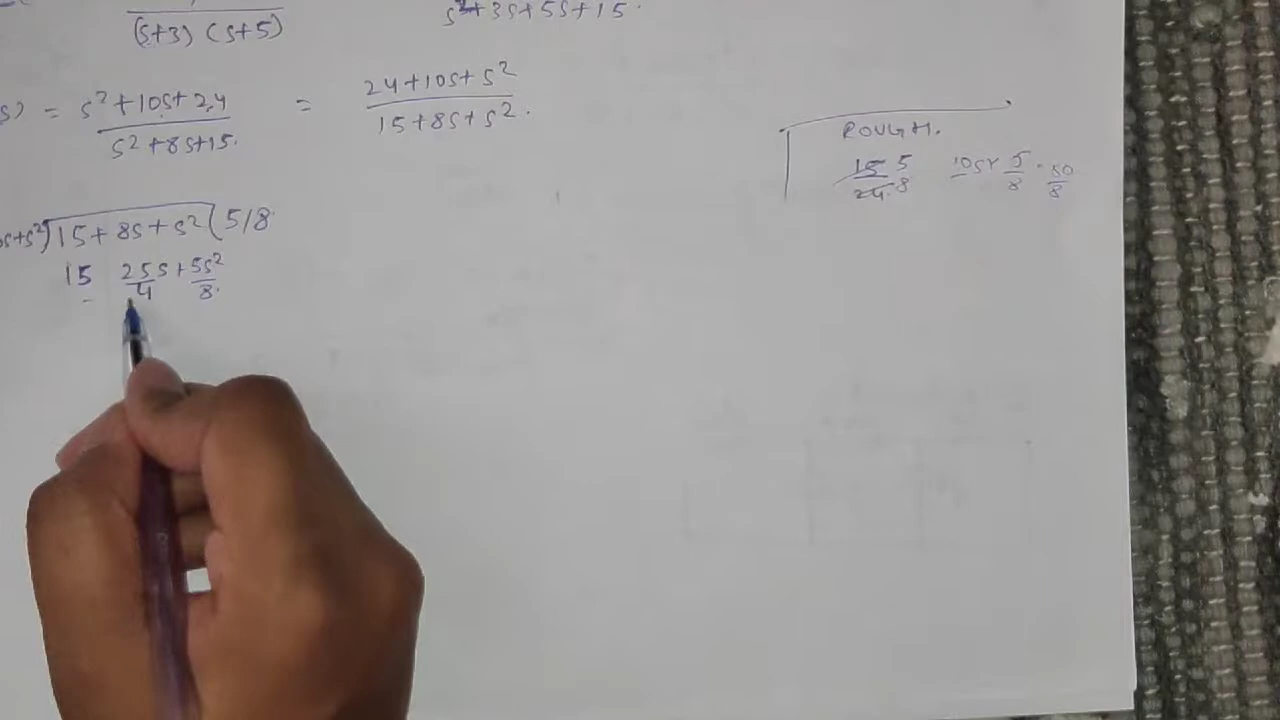 (s+3) (s+5)
s²+3s+5s+15.
s) = s²+10s+24 = 24+10s+s²
s²+8s+15. 15+8s+s².
ROUGH.
15 5 10s× 5 = 50
24 8 8 8
s+s²)15+8s+s²(5/8
15 25s+5s²
4 8.